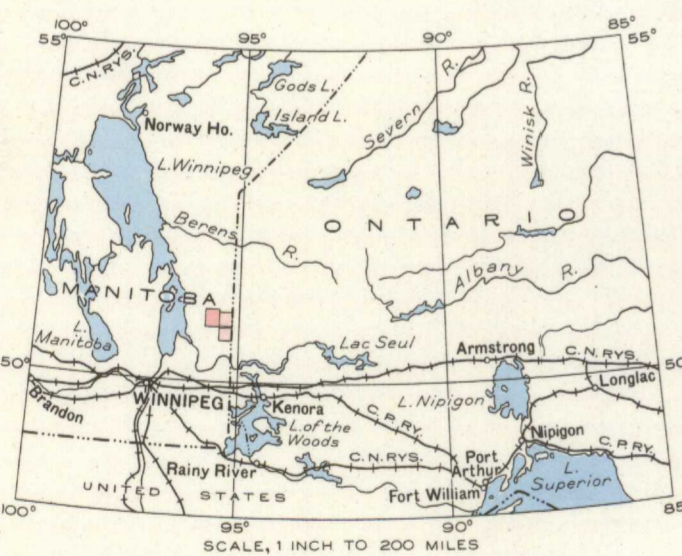 100°
95°
90°
85°
55°
55°
C.N.RYS.
Gods L.
Island L.
Severn R.
Winisk R.
Norway Ho.
L. Winnipeg
Berens R.
ONTARIO
Albany R.
MANITOBA
L. Manitoba
Lac Seul
Armstrong
C.N. RYS.
50°
50°
Longlac
Brandon
WINNIPEG
Kenora
C.P.RY.
L. Nipigon
L. of the
Woods
Nipigon
C.P.RY.
Rainy River
C.N.RYS.
Port
Arthur
L.
Superior
Fort William
UNITED STATES
100°
95°
90°
85°
SCALE, 1 INCH TO 200 MILES